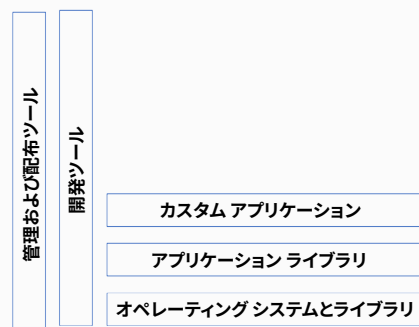 管理および配布ツール
開発ツール
カスタム アプリケーション
アプリケーション ライブラリ
オペレーティング システムとライブラリ